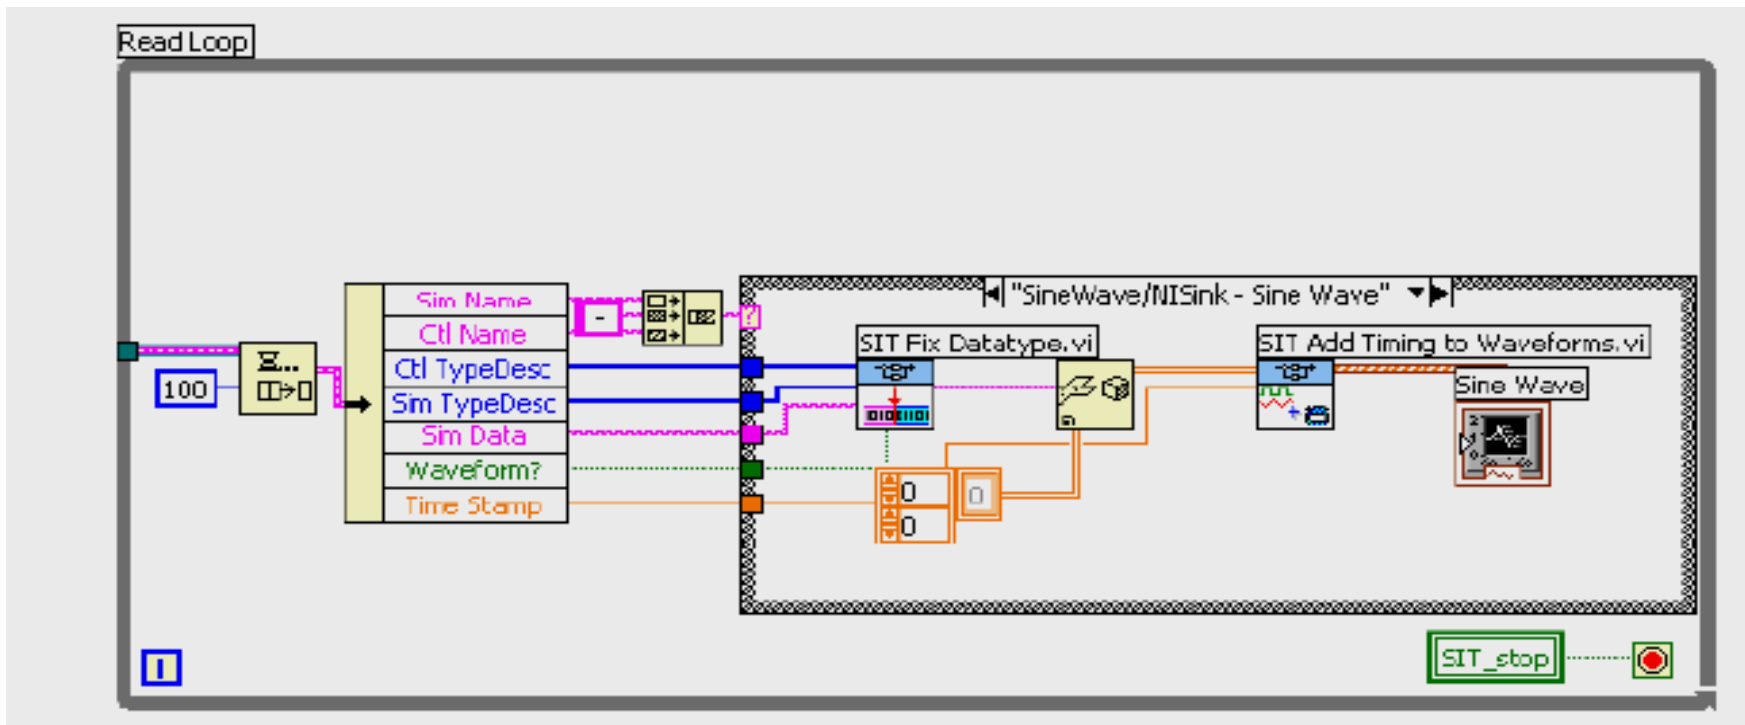 Read Loop
100
Sim Name
Ctl Name
Ctl TypeDesc
Sim TypeDesc
Sim Data
Waveform?
Time Stamp
-
?
"SineWave/NISink - Sine Wave"
SIT Fix Datatype.vi
SIT Add Timing to Waveforms.vi
Sine Wave
0
0
0
i
SIT_stop